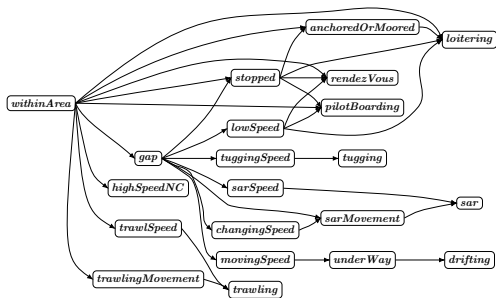 anchoredOrMoored
loitering
stopped
rendezVous
withinArea
pilotBoarding
lowSpeed
gap
tuggingSpeed
tugging
highSpeedNC
sarSpeed
sar
sarMovement
trawlSpeed
changingSpeed
movingSpeed
underWay
drifting
trawlingMovement
trawling